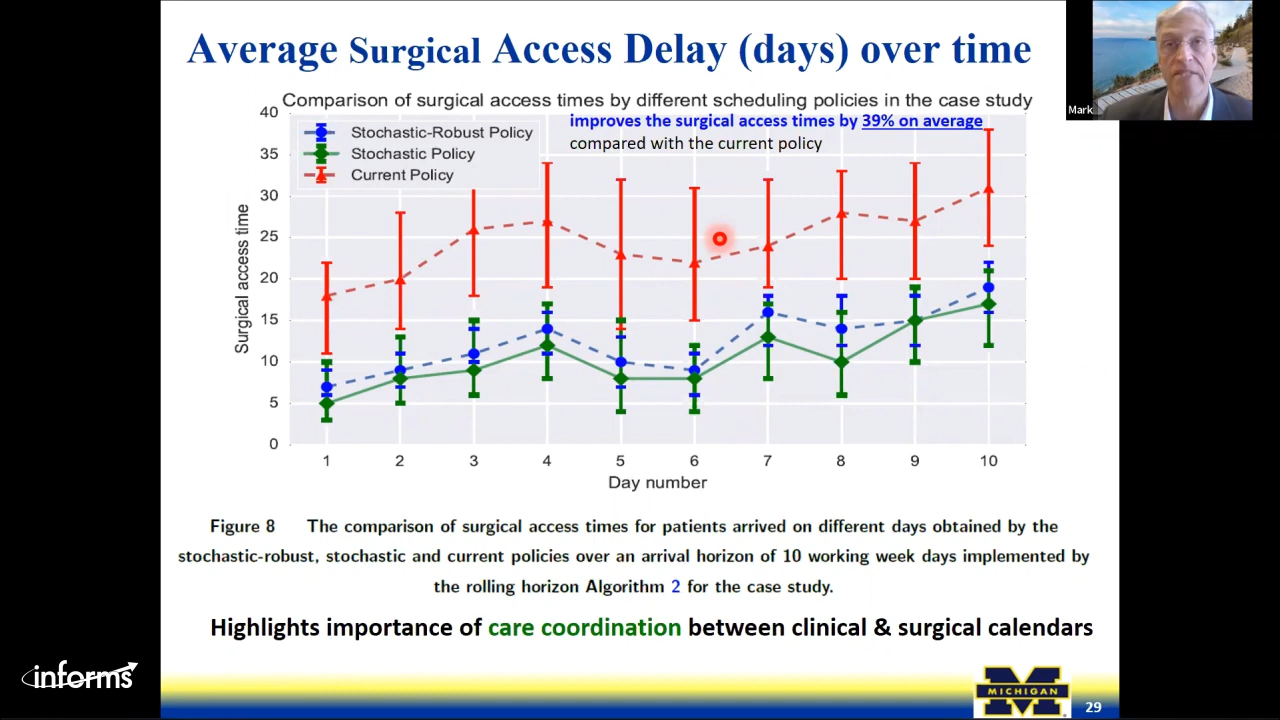 Average Surgical Access Delay (days) over time
Mark
Comparison of surgical access times by different scheduling policies in the case study
improves the surgical access times by 39% on average
compared with the current policy
Stochastic-Robust Policy
Stochastic Policy
Current Policy
Surgical access time
40
35
30
25
20
15
10
5
0
1 2 3 4 5 6 7 8 9 10
Day number
Figure 8 The comparison of surgical access times for patients arrived on different days obtained by the
stochastic-robust, stochastic and current policies over an arrival horizon of 10 working week days implemented by
the rolling horizon Algorithm 2 for the case study.
Highlights importance of care coordination between clinical & surgical calendars
informs
MICHIGAN
29